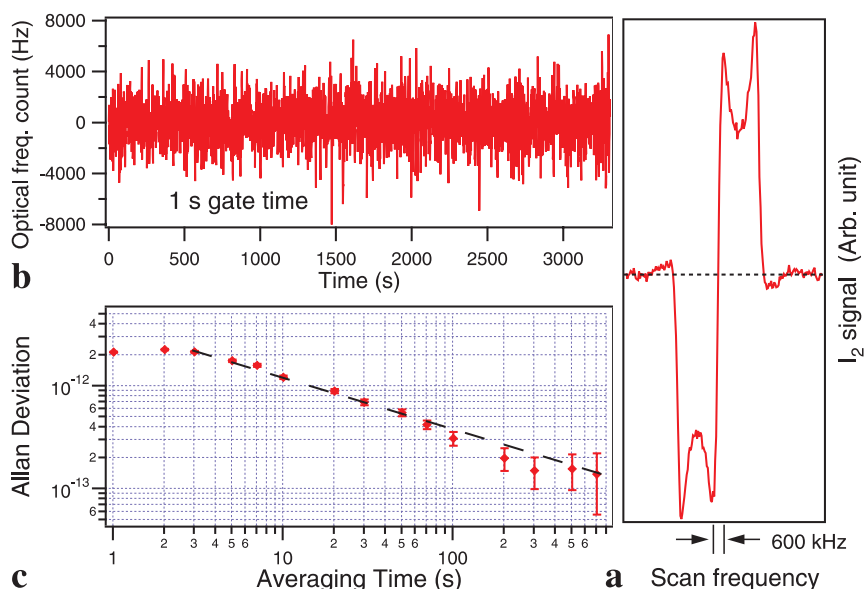 8000
4000
0
-4000
-8000
Optical freq. count (Hz)
1 s gate time
0 500 1000 1500 2000 2500 3000
Time (s)
b
4
2
10⁻¹²
6
4
2
10⁻¹³
6
Allan Deviation
1 2 3 4 5 6 10 2 3 4 5 6 100 2 3 4 5 6
Averaging Time (s)
c
I₂ signal (Arb. unit)
600 kHz
a Scan frequency